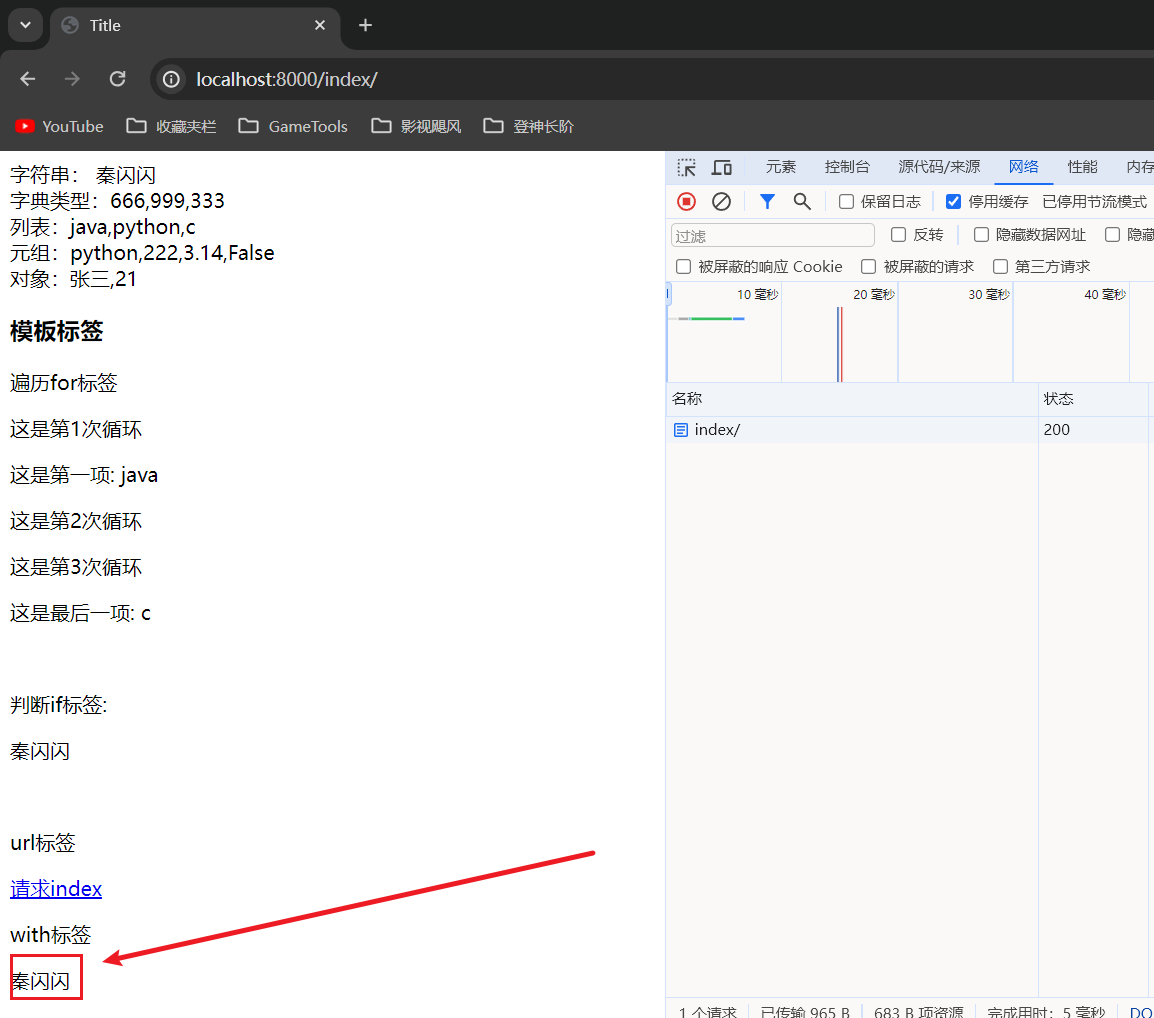 Title
localhost:8000/index/
YouTube 收藏夹栏 GameTools 影视飓风 登神长阶
字符串： 秦闪闪
字典类型：666,999,333
列表：java,python,c
元组：python,222,3.14,False
对象：张三,21
模板标签
遍历for标签
这是第1次循环
这是第一项: java
这是第2次循环
这是第3次循环
这是最后一项: c
判断if标签:
秦闪闪
url标签
请求index
with标签
秦闪闪
元素 控制台 源代码/来源 网络 性能 内存
保留日志 停用缓存 已停用节流模式
过滤 反转 隐藏数据网址 隐藏
被屏蔽的响应 Cookie 被屏蔽的请求 第三方请求
10 毫秒 20 毫秒 30 毫秒 40 毫秒
名称 状态
index/ 200
1 个请求 已传输 965 B 683 B 项资源 完成用时：5 毫秒 DO